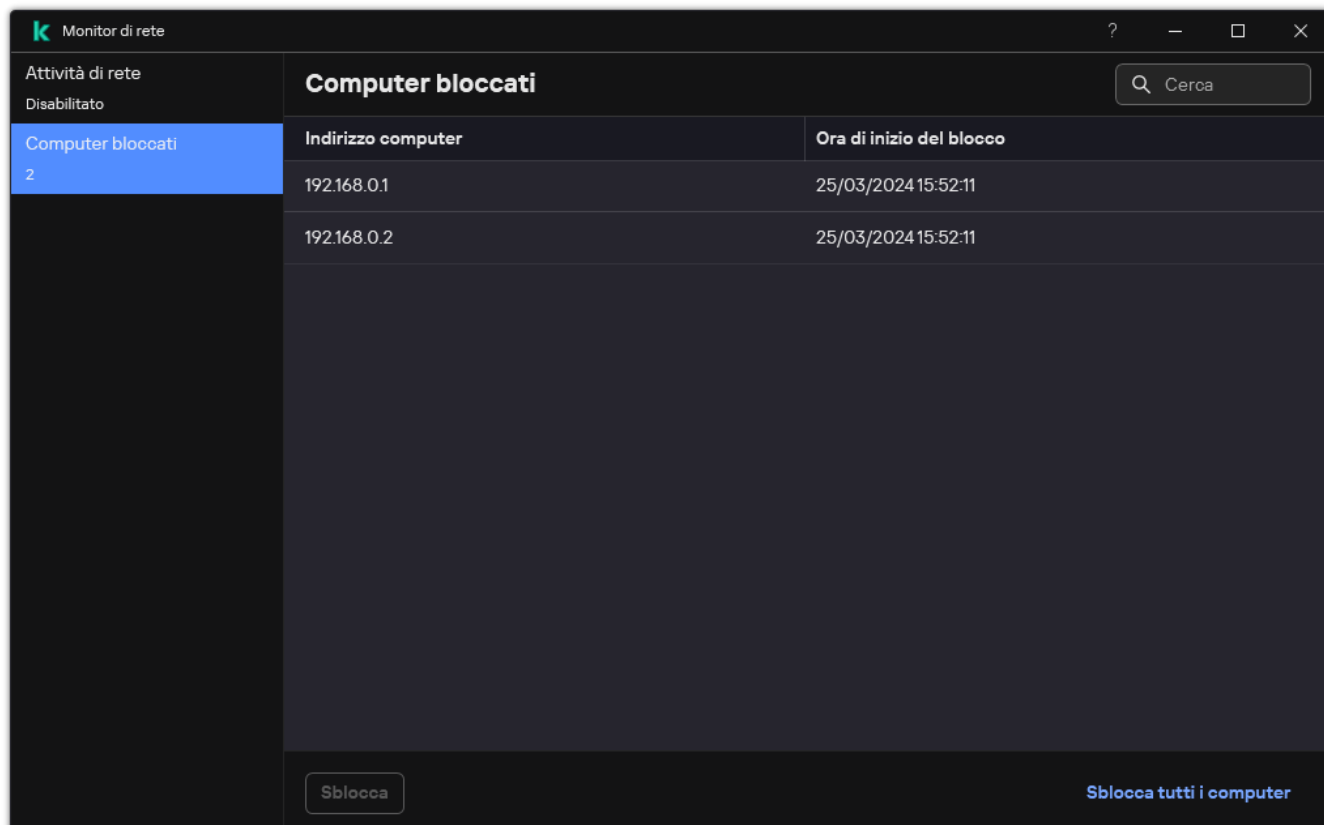 Monitor di rete
?
Attività di rete
Disabilitato
Computer bloccati
2
Computer bloccati
Cerca
Indirizzo computer Ora di inizio del blocco
192.168.0.1 25/03/2024 15:52:11
192.168.0.2 25/03/2024 15:52:11
Sblocca Sblocca tutti i computer